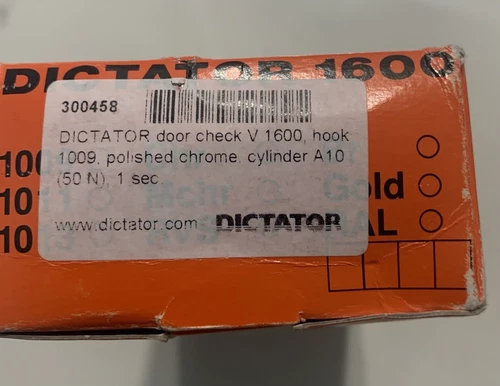 DICTATOR 1600
300458
DICTATOR door check V 1600, hook
1009, polished chrome, cylinder A10
(50 N), 1 sec
www.dictator.com DICTATOR
Gold